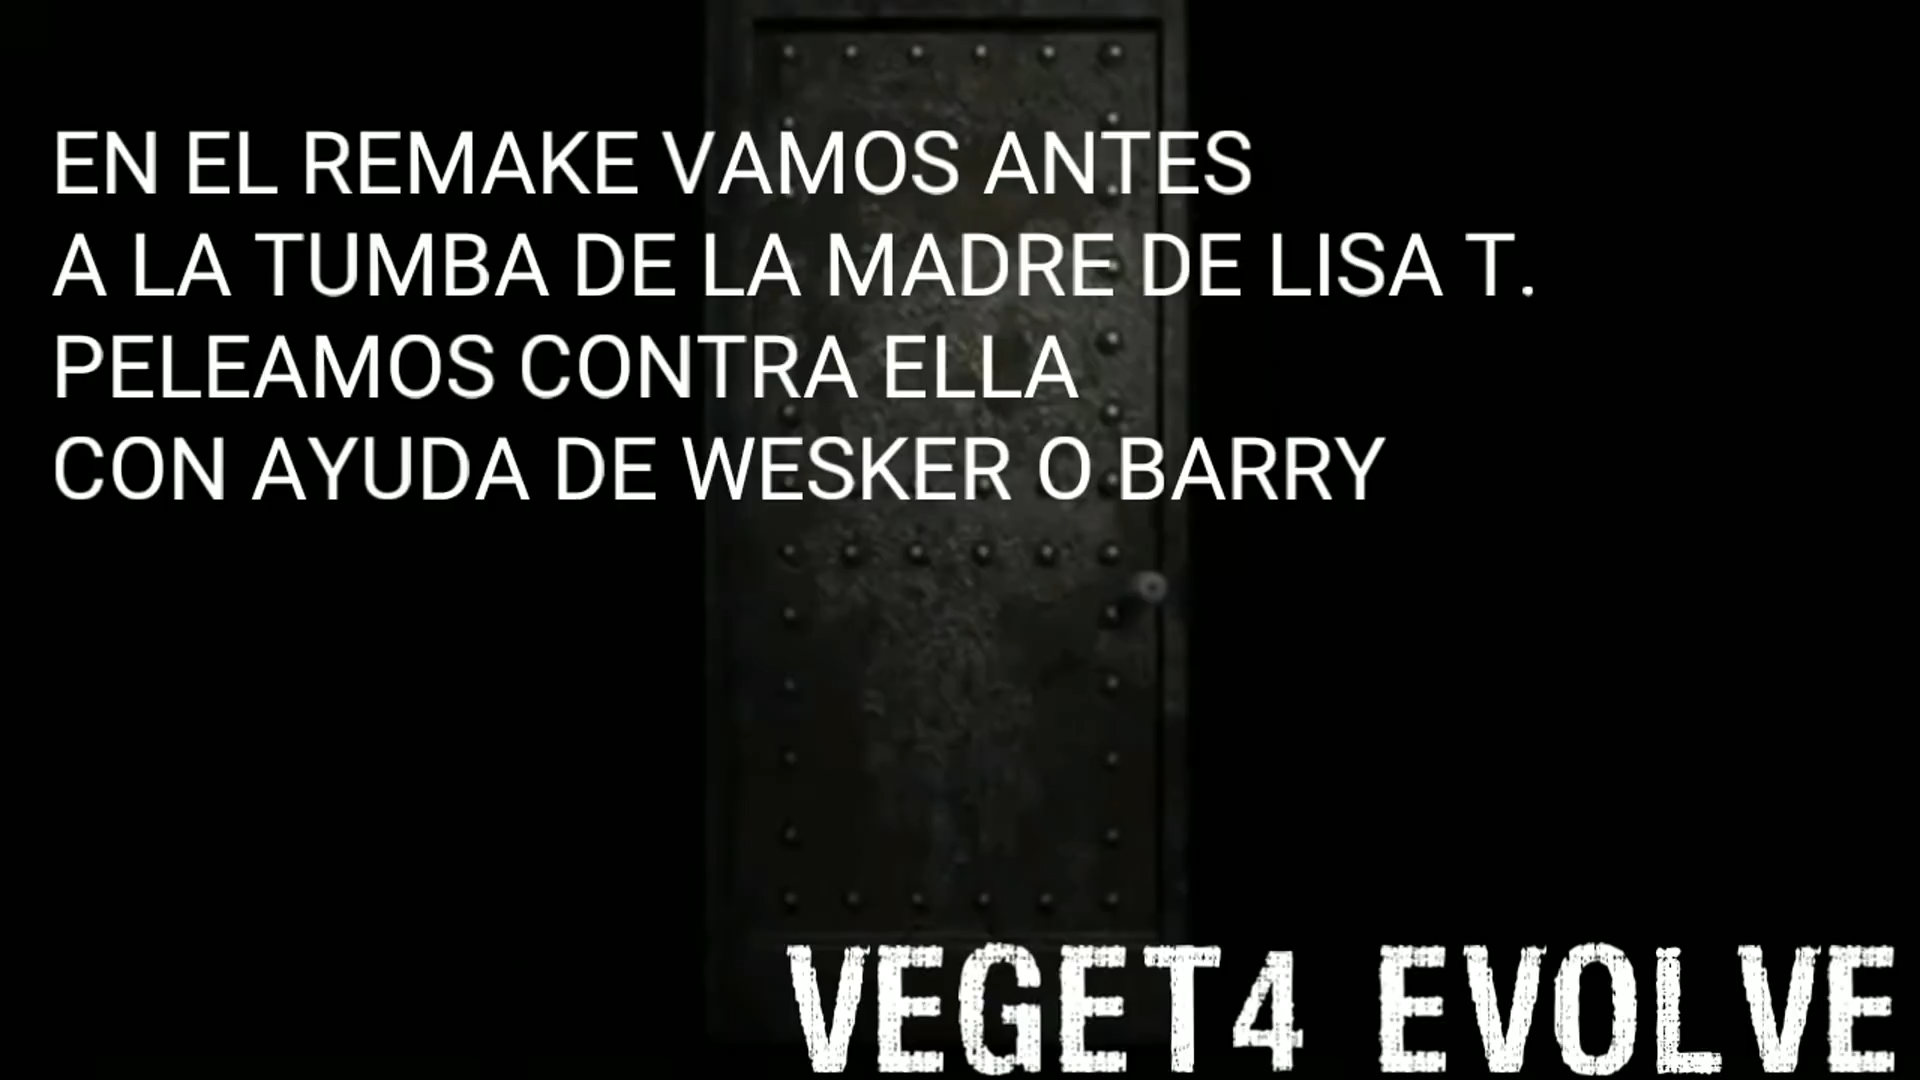 EN EL REMAKE VAMOS ANTES
A LA TUMBA DE LA MADRE DE LISA T.
PELEAMOS CONTRA ELLA
CON AYUDA DE WESKER O BARRY
VEGET4 EVOLVE